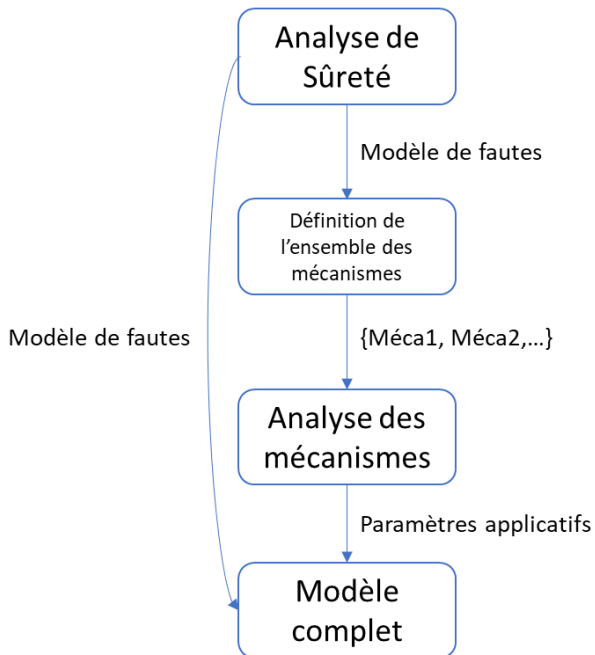 Analyse de
Sûreté
Modèle de fautes
Définition de
l'ensemble des
mécanismes
Modèle de fautes
{Méca1, Méca2,...}
Analyse des
mécanismes
Paramètres applicatifs
Modèle
complet